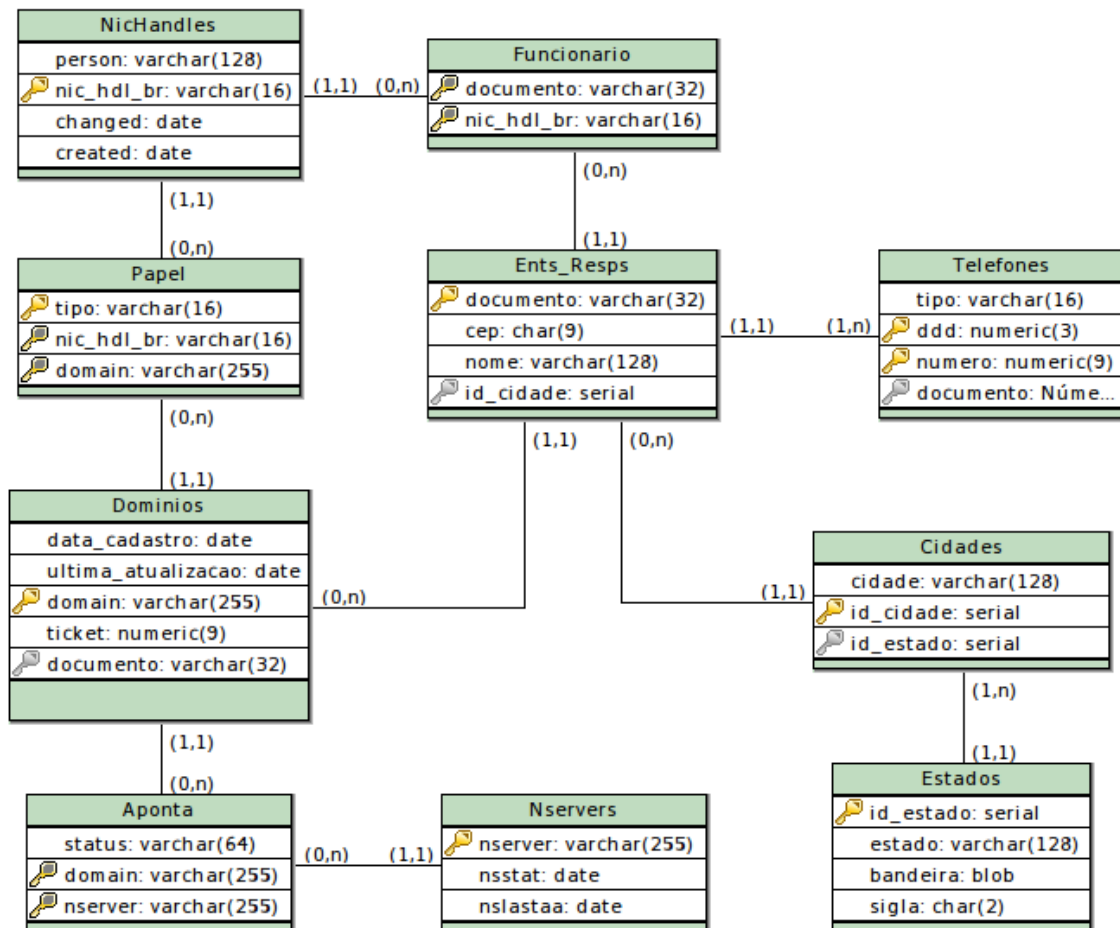 NicHandles
person: varchar(128)
nic_hdl_br: varchar(16)
changed: date
created: date
(1,1)
(0,n)
Funcionario
documento: varchar(32)
nic_hdl_br: varchar(16)
(1,1)
(0,n)
(0,n)
(1,1)
Papel
tipo: varchar(16)
nic_hdl_br: varchar(16)
domain: varchar(255)
Ents_Resps
documento: varchar(32)
cep: char(9)
nome: varchar(128)
id_cidade: serial
(1,1)
(1,n)
Telefones
tipo: varchar(16)
ddd: numeric(3)
numero: numeric(9)
documento: Núme...
(0,n)
(1,1)
(1,1)
(0,n)
Dominios
data_cadastro: date
ultima_atualizacao: date
domain: varchar(255)
ticket: numeric(9)
documento: varchar(32)
(0,n)
(1,1)
Cidades
cidade: varchar(128)
id_cidade: serial
id_estado: serial
(1,1)
(0,n)
(1,n)
(1,1)
Aponta
status: varchar(64)
domain: varchar(255)
nserver: varchar(255)
(0,n)
(1,1)
Nservers
nserver: varchar(255)
nsstat: date
nslastaa: date
Estados
id_estado: serial
estado: varchar(128)
bandeira: blob
sigla: char(2)